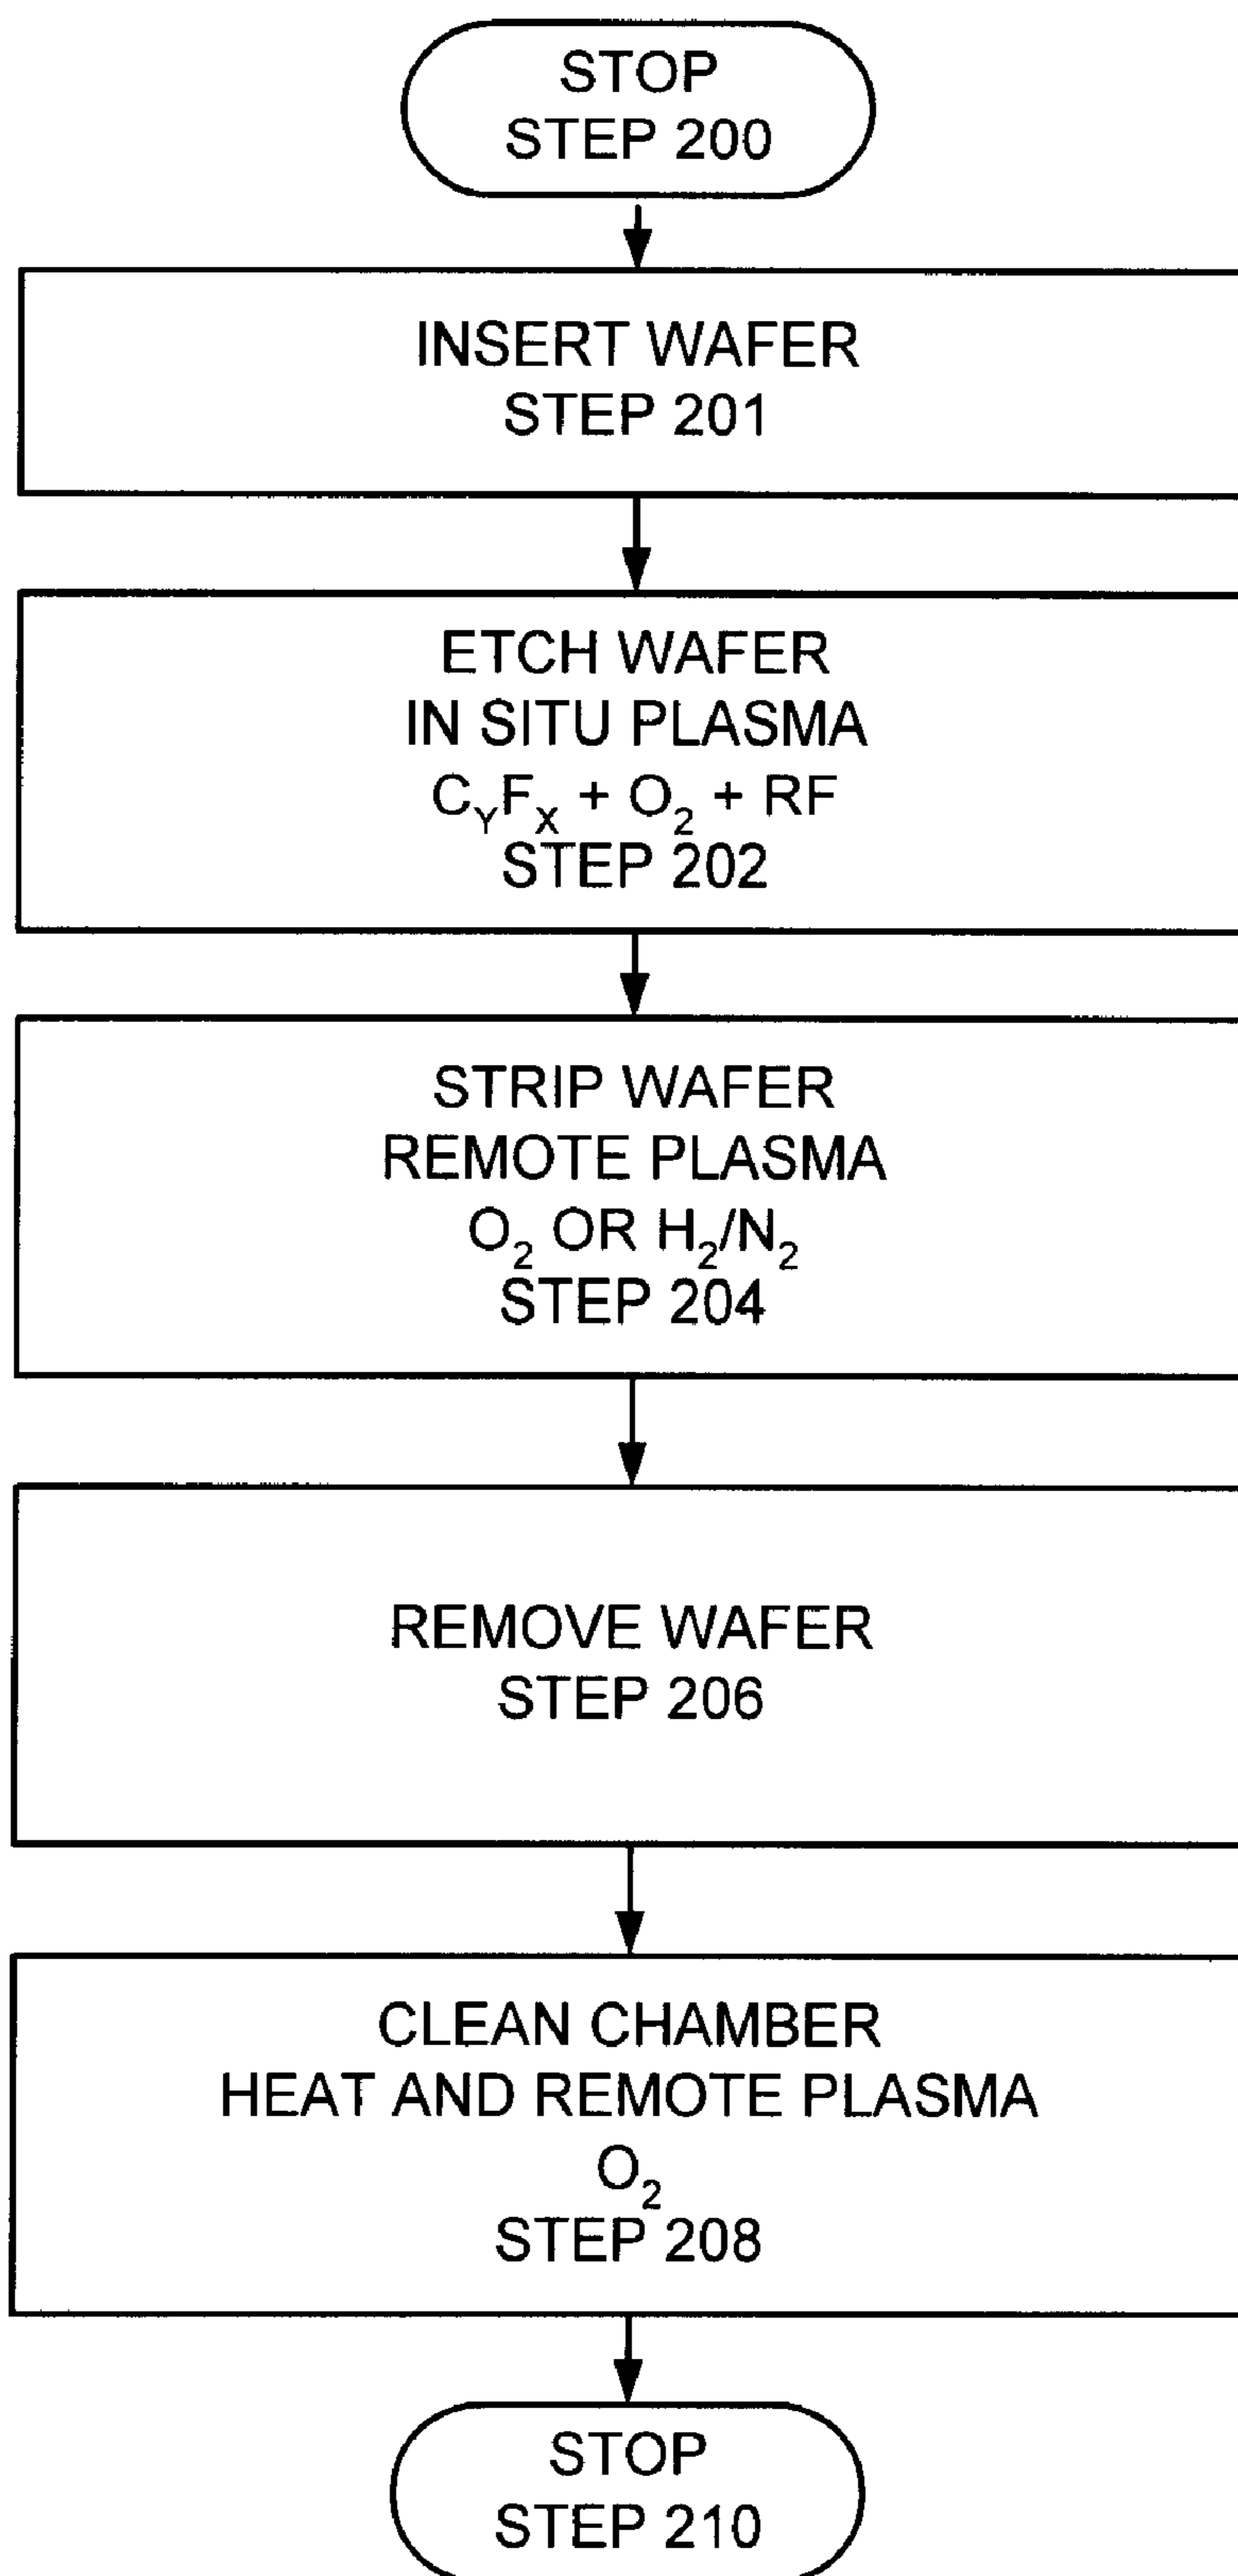 STOP
STEP 200
INSERT WAFER
STEP 201
ETCH WAFER
IN SITU PLASMA
C_YF_X + O₂ + RF
STEP 202
STRIP WAFER
REMOTE PLASMA
O₂ OR H₂/N₂
STEP 204
REMOVE WAFER
STEP 206
CLEAN CHAMBER
HEAT AND REMOTE PLASMA
O₂
STEP 208
STOP
STEP 210